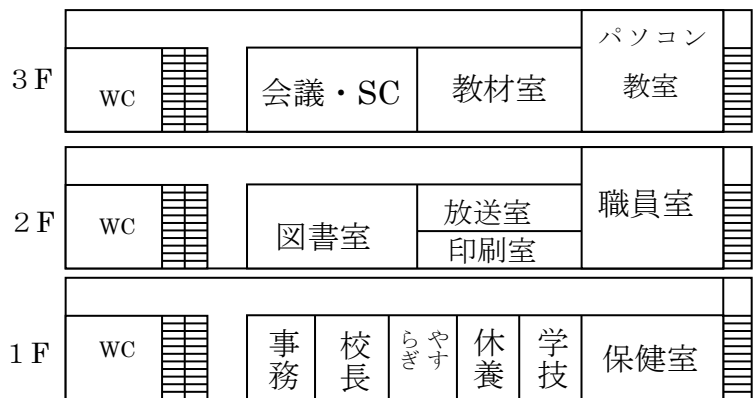 3F
WC
会議・SC
教材室
パソコン
教室
2F
WC
図書室
放送室
印刷室
職員室
1F
WC
事務
校長
やす
らぎ
休養
学技
保健室